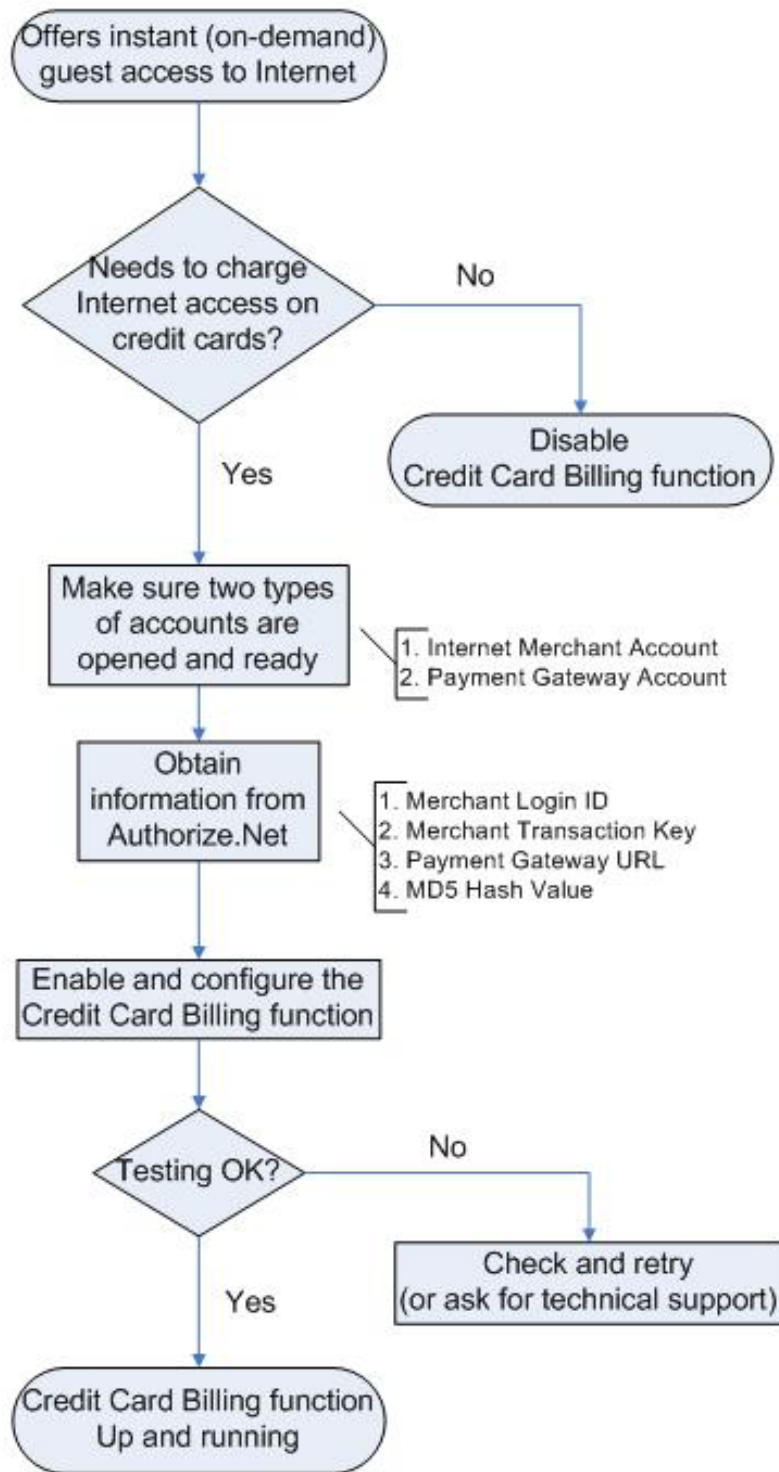 Offers instant (on-demand)
guest access to Internet
Needs to charge
Internet access on
credit cards?
No
Disable
Credit Card Billing function
Yes
Make sure two types
of accounts are
opened and ready
1. Internet Merchant Account
2. Payment Gateway Account
Obtain
information from
Authorize.Net
1. Merchant Login ID
2. Merchant Transaction Key
3. Payment Gateway URL
4. MD5 Hash Value
Enable and configure the
Credit Card Billing function
Testing OK?
No
Check and retry
(or ask for technical support)
Yes
Credit Card Billing function
Up and running